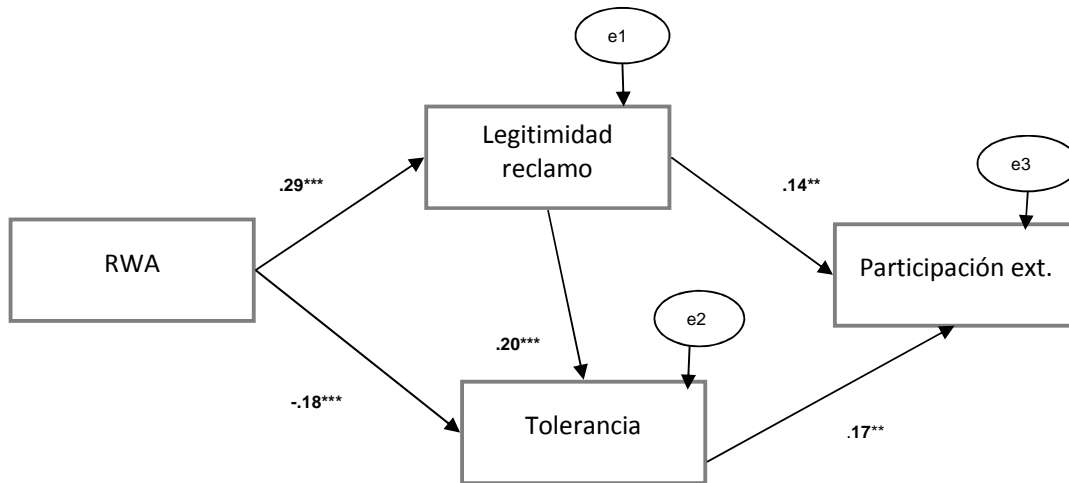 e1
Legitimidad
reclamo
e3
.29***
.14**
RWA
Participación ext.
e2
.20***
-.18***
Tolerancia
.17**